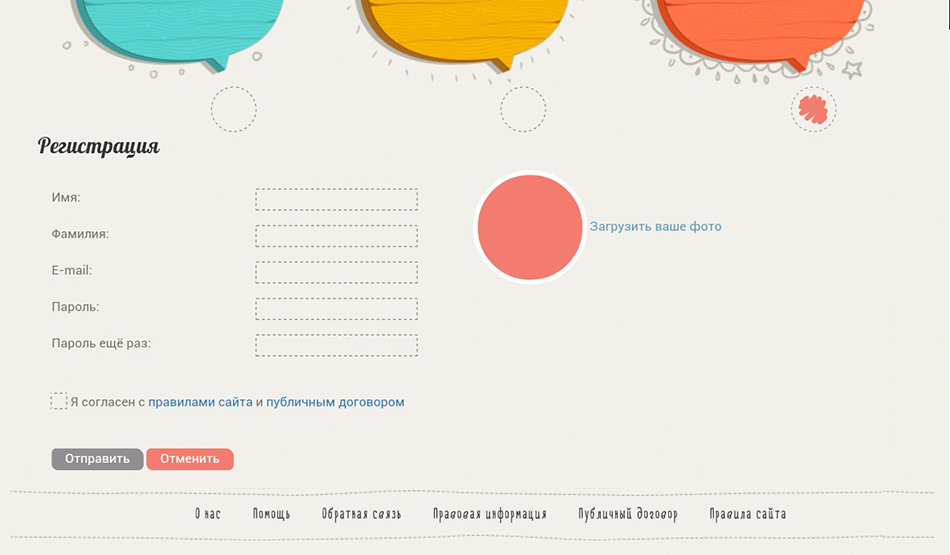 Регистрация
Имя:
Загрузить ваше фото
Фамилия:
E-mail:
Пароль:
Пароль ещё раз:
Я согласен с правилами сайта и публичным договором
Отправить Отменить
О нас Помощь Обратная связь Правовая информация Публичный договор Правила сайта